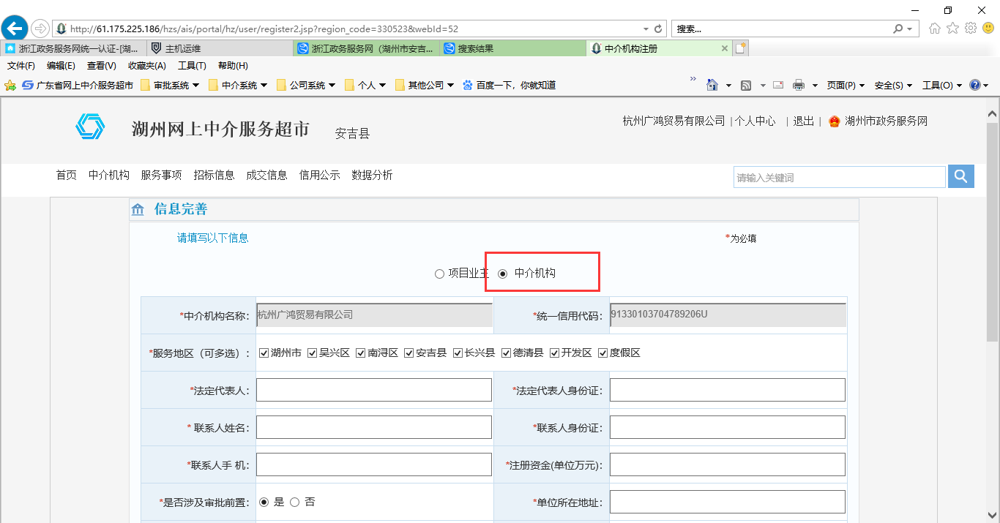 http://61.175.225.186/hzs/ais/portal/hz/user/register2.jsp?region_code=330523&webId=52
搜索...
浙江政务服务网统一认证-[湖...
主机运维
浙江政务服务网（湖州市安吉...
搜索结果
中介机构注册
文件(F) 编辑(E) 查看(V) 收藏夹(A) 工具(T) 帮助(H)
广东省网上中介服务超市 审批系统 中介系统 公司系统 个人 其他公司 百度一下，你就知道
页面(P) 安全(S) 工具(O)
湖州网上中介服务超市 安吉县
杭州广鸿贸易有限公司 | 个人中心 | 退出 | 湖州市政务服务网
首页 中介机构 服务事项 招标信息 成交信息 信用公示 数据分析
请输入关键词
信息完善
请填写以下信息 *为必填
项目业主 中介机构
*中介机构名称： 杭州广鸿贸易有限公司 *统一信用代码： 91330103704789206U
*服务地区（可多选）： 湖州市 吴兴区 南浔区 安吉县 长兴县 德清县 开发区 度假区
*法定代表人： *法定代表人身份证：
* 联系人姓名： *联系人身份证：
*联系人手 机： *注册资金(单位万元)：
*是否涉及审批前置： 是 否 *单位所在地址：